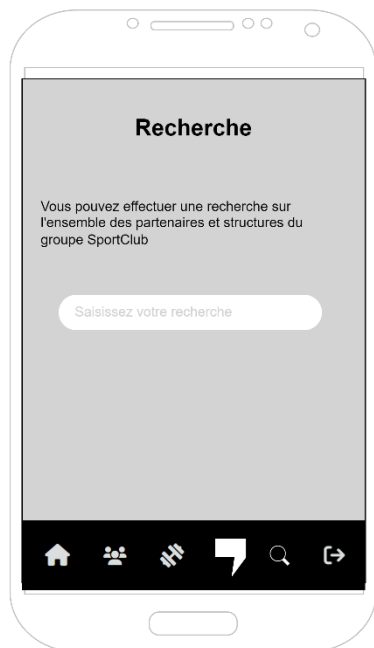 Recherche
Vous pouvez effectuer une recherche sur
l'ensemble des partenaires et structures du
groupe SportClub
Saisissez votre recherche